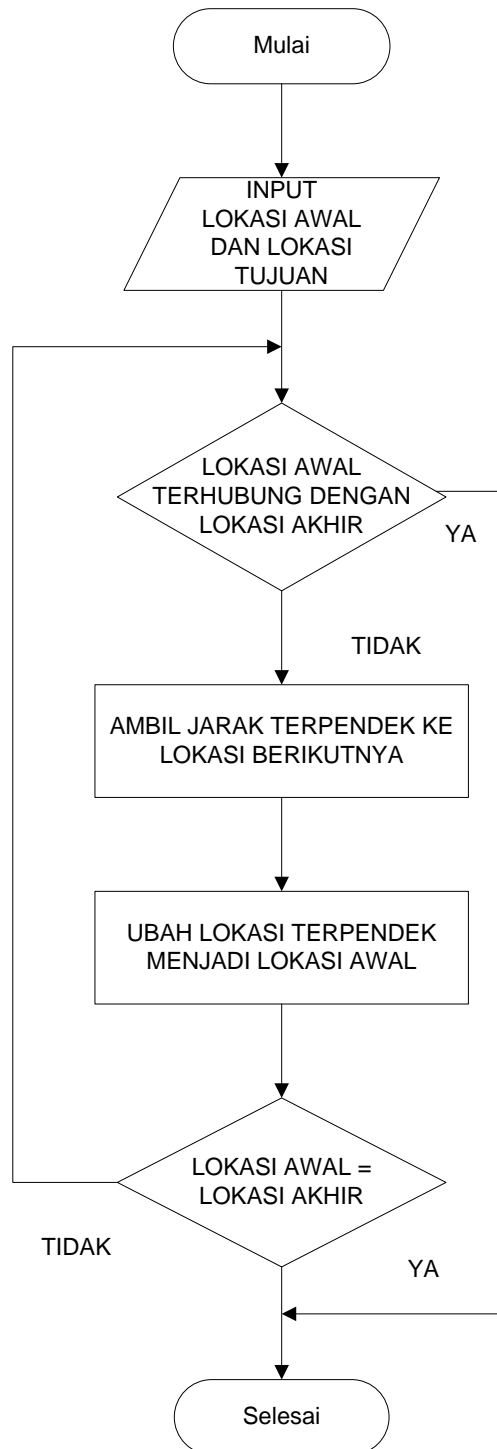 Mulai
INPUT
LOKASI AWAL
DAN LOKASI
TUJUAN
LOKASI AWAL
TERHUBUNG DENGAN
LOKASI AKHIR
YA
TIDAK
AMBIL JARAK TERPENDEK KE
LOKASI BERIKUTNYA
UBAH LOKASI TERPENDEK
MENJADI LOKASI AWAL
LOKASI AWAL =
LOKASI AKHIR
TIDAK
YA
Selesai